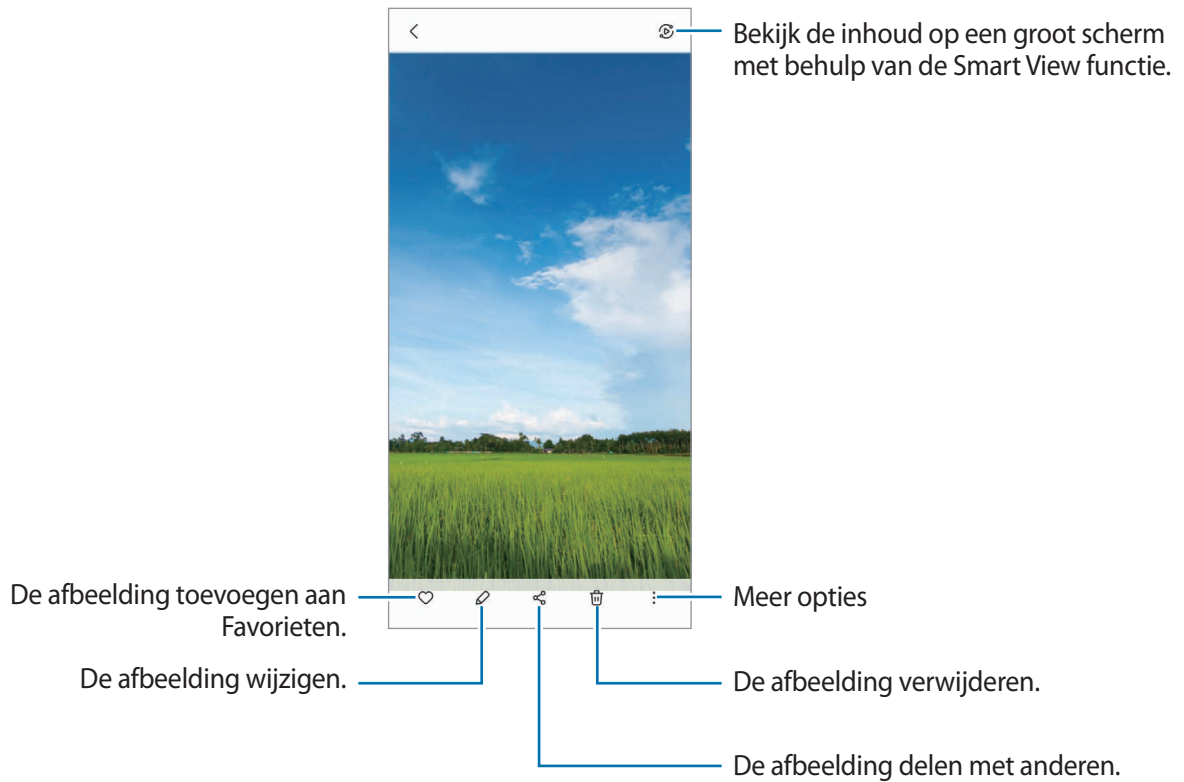 Bekijk de inhoud op een groot scherm
met behulp van de Smart View functie.
De afbeelding toevoegen aan
Favorieten.
Meer opties
De afbeelding wijzigen.
De afbeelding verwijderen.
De afbeelding delen met anderen.